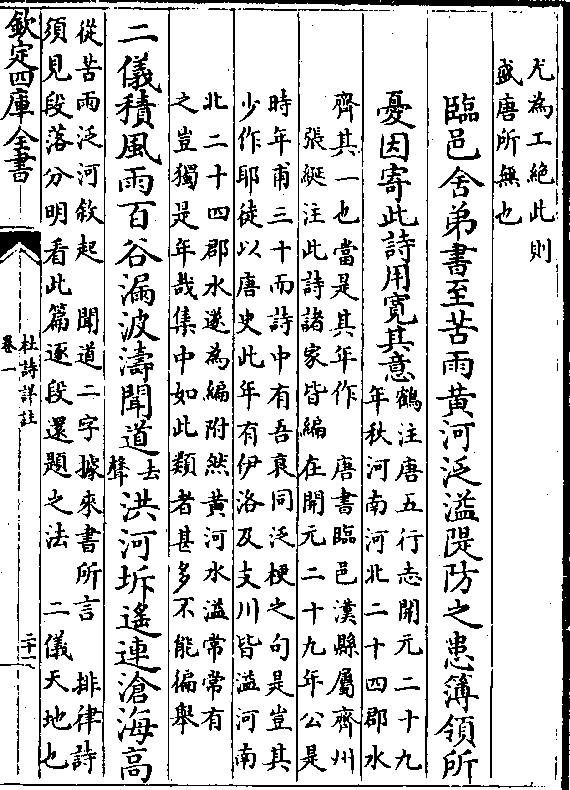 尤為工絕此則
盛唐所無也
臨邑舍弟書至苦雨黃河泛溢隄防之患簿領所
憂因寄此詩用寬其意
鶴注唐五行志開元二十九
年秋河南河北二十四郡水
齊其一也當是其年作　唐書臨邑漢縣屬齊州
張綖注此詩諸家皆編在開元二十九年公是
時年甫三十而詩中有吾衰同泛梗之句是豈其
少作耶徒以唐史此年有伊洛及支川皆溢河南
北二十四郡水遂為編附然黃河水溢常常有
之豈獨是年哉集中如此類者甚多不能徧舉
二儀積風雨百谷漏波濤聞道去聲洪河坼遙連滄海高
從苦雨泛河敘起　聞道二字據來書所言　排律詩
須見段落分明看此篇逐段還題之法　二儀天地也
欽定四庫全書
杜詩詳註
卷一
二十一